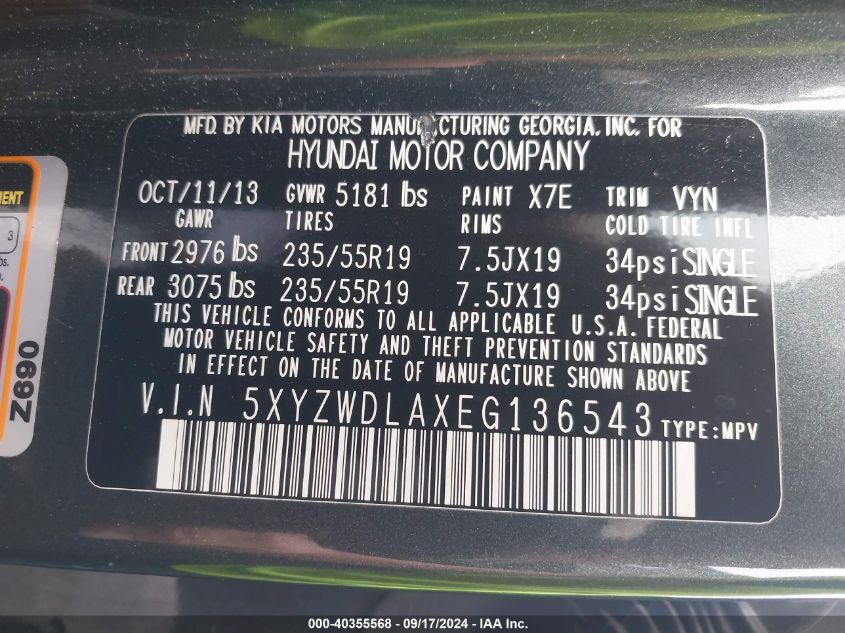 MFD. BY KIA MOTORS MANUFACTURING GEORGIA, INC. FOR
HYUNDAI MOTOR COMPANY
OCT/11/13 GVWR 5181 lbs PAINT X7E TRIM VYN
GAWR TIRES RIMS COLD TIRE INFL
FRONT 2976 lbs 235/55R19 7.5JX19 34psi SINGLE
REAR 3075 lbs 235/55R19 7.5JX19 34psi SINGLE
THIS VEHICLE CONFORMS TO ALL APPLICABLE U.S.A. FEDERAL
MOTOR VEHICLE SAFETY AND THEFT PREVENTION STANDARDS
IN EFFECT ON THE DATE OF MANUFACTURE SHOWN ABOVE
V.I.N 5XYZWDLAXEG136543 TYPE:MPV
3
Z690
000-40355568 - 09/17/2024 - © IAA Inc.